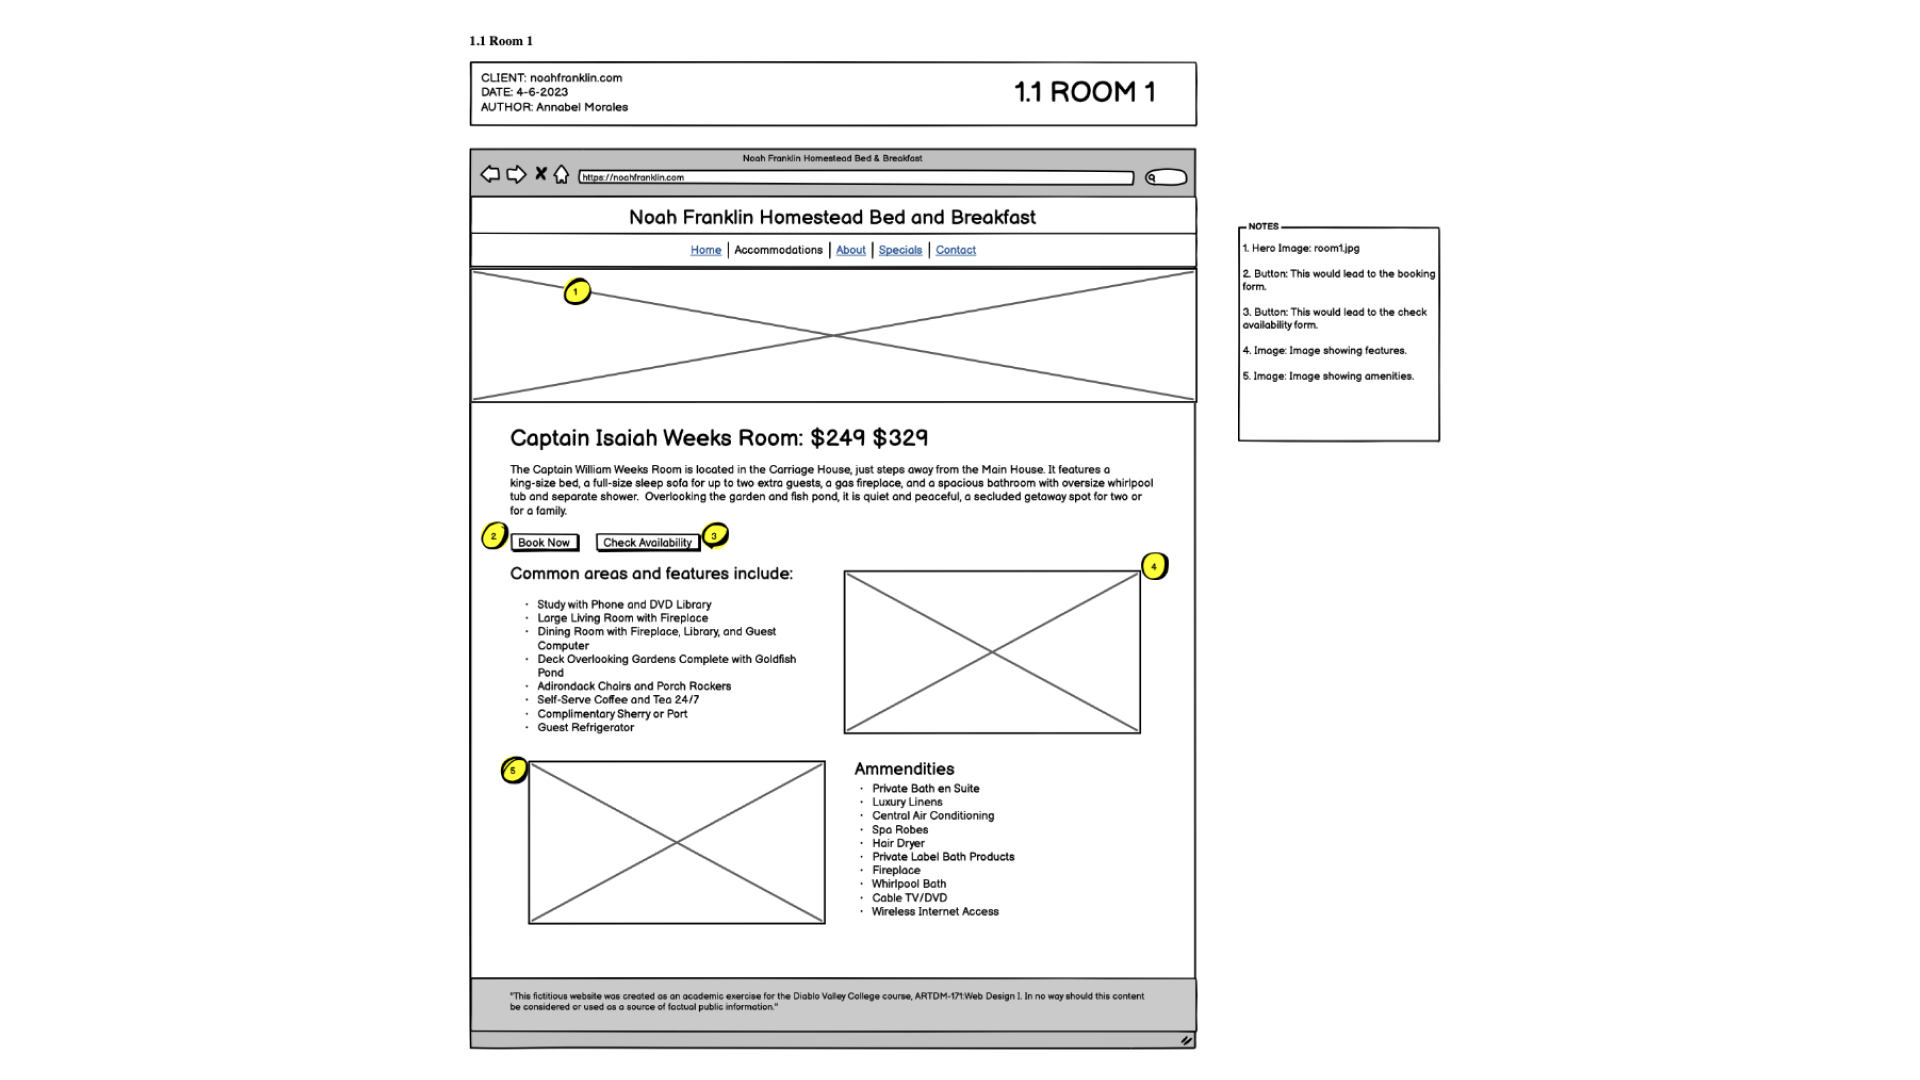 1.1 Room 1
CLIENT: noahfranklin.com
DATE: 4-6-2023
AUTHOR: Annabel Morales
1.1 ROOM 1
Noah Franklin Homestead Bed & Breakfast
https://noahfranklin.com
Noah Franklin Homestead Bed and Breakfast
Home | Accommodations | About | Specials | Contact
1
Captain Isaiah Weeks Room: $249 $329
The Captain William Weeks Room is located in the Carriage House, just steps away from the Main House. It features a
king-size bed, a full-size sleep sofa for up to two extra guests, a gas fireplace, and a spacious bathroom with oversize whirlpool
tub and separate shower. Overlooking the garden and fish pond, it is quiet and peaceful, a secluded getaway spot for two or
for a family.
2
Book Now
Check Availability
3
Common areas and features include:
· Study with Phone and DVD Library
· Large Living Room with Fireplace
· Dining Room with Fireplace, Library, and Guest
Computer
· Deck Overlooking Gardens Complete with Goldfish
Pond
· Adirondack Chairs and Porch Rockers
· Self-Serve Coffee and Tea 24/7
· Complimentary Sherry or Port
· Guest Refrigerator
4
5
Ammendities
· Private Bath en Suite
· Luxury Linens
· Central Air Conditioning
· Spa Robes
· Hair Dryer
· Private Label Bath Products
· Fireplace
· Whirlpool Bath
· Cable TV/DVD
· Wireless Internet Access
"This fictitious website was created as an academic exercise for the Diablo Valley College course, ARTDM-171:Web Design I. In no way should this content
be considered or used as a source of factual public information."
NOTES
1. Hero Image: room1.jpg
2. Button: This would lead to the booking
form.
3. Button: This would lead to the check
availability form.
4. Image: Image showing features.
5. Image: Image showing amenities.